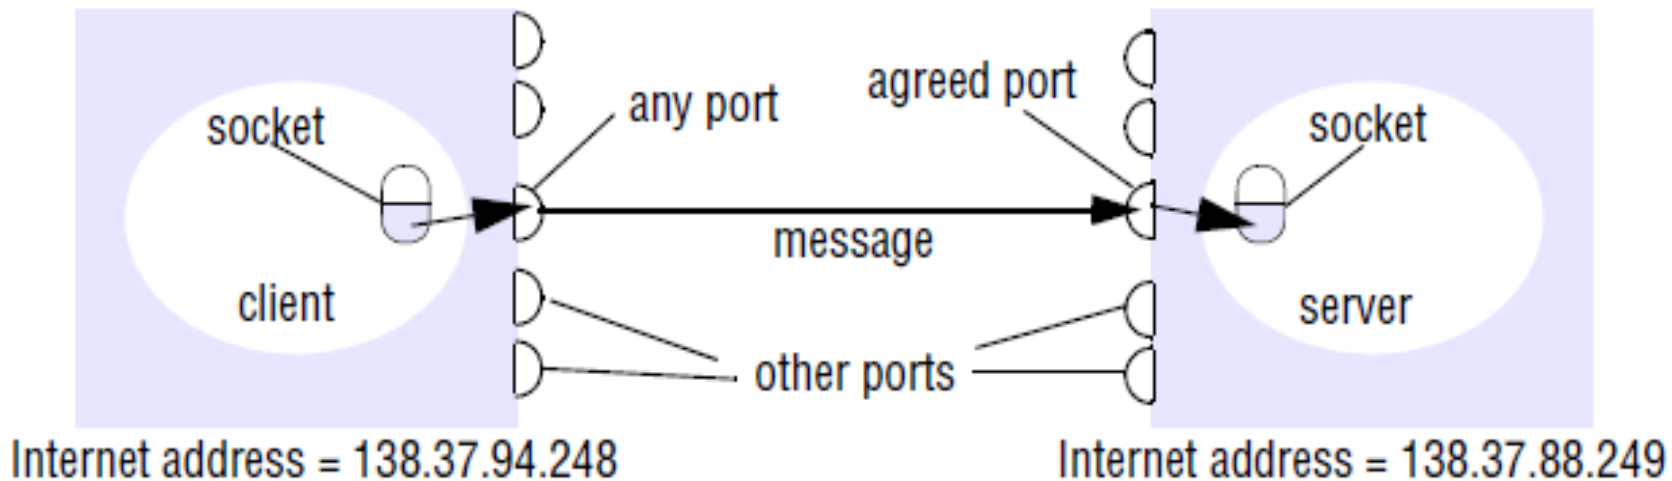 agreed port
any port
socket
socket
message
client
server
other ports
Internet address = 138.37.94.248
Internet address = 138.37.88.249